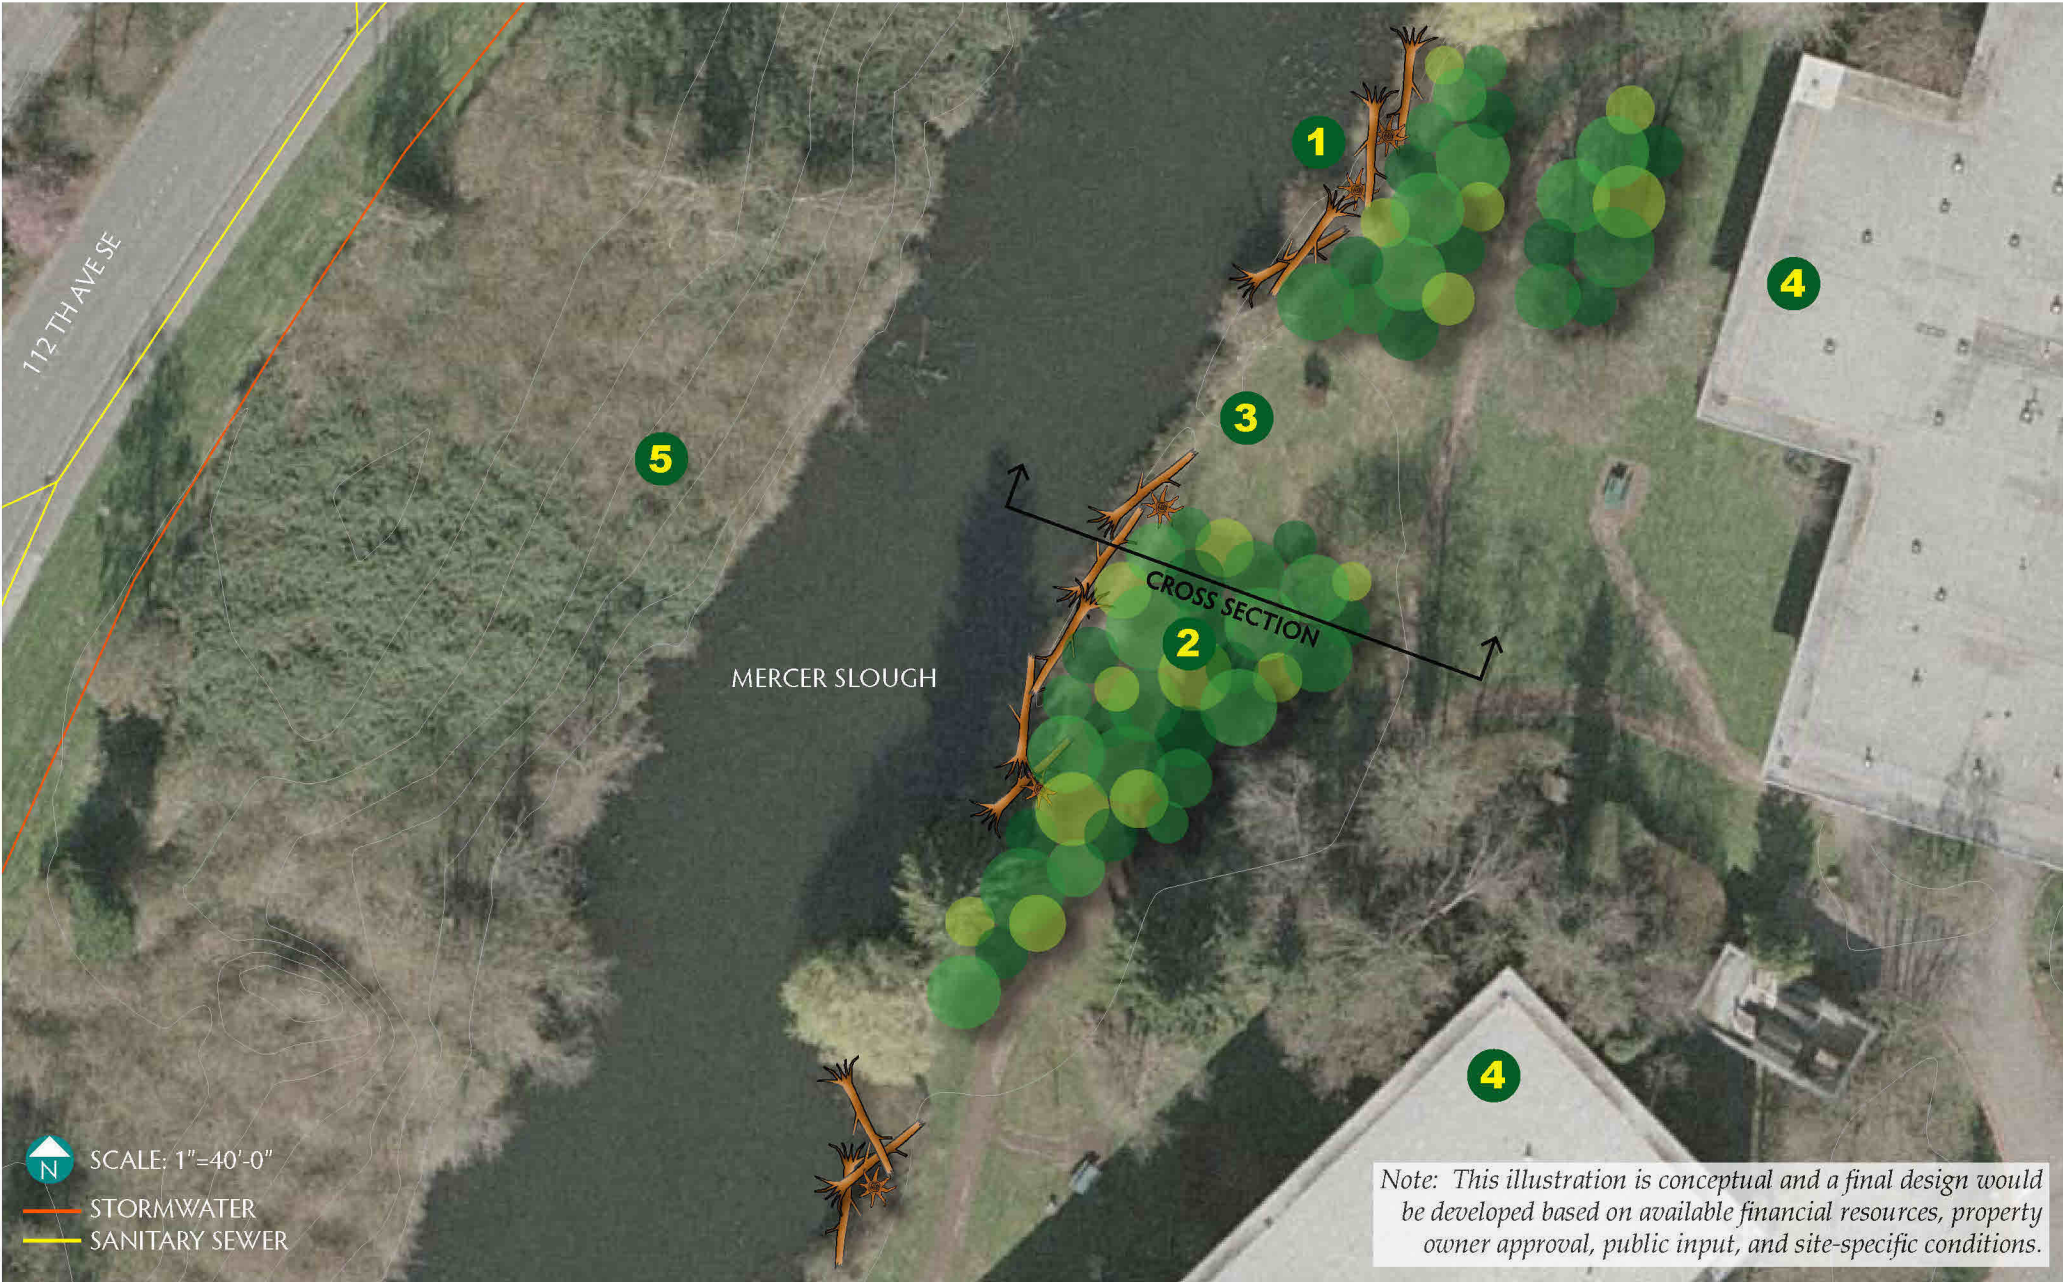 1
4
112 TH AVE SE
3
5
CROSS SECTION
2
MERCER SLOUGH
4
N
SCALE: 1"=40'-0"
STORMWATER
SANITARY SEWER
Note: This illustration is conceptual and a final design would
be developed based on available financial resources, property
owner approval, public input, and site-specific conditions.